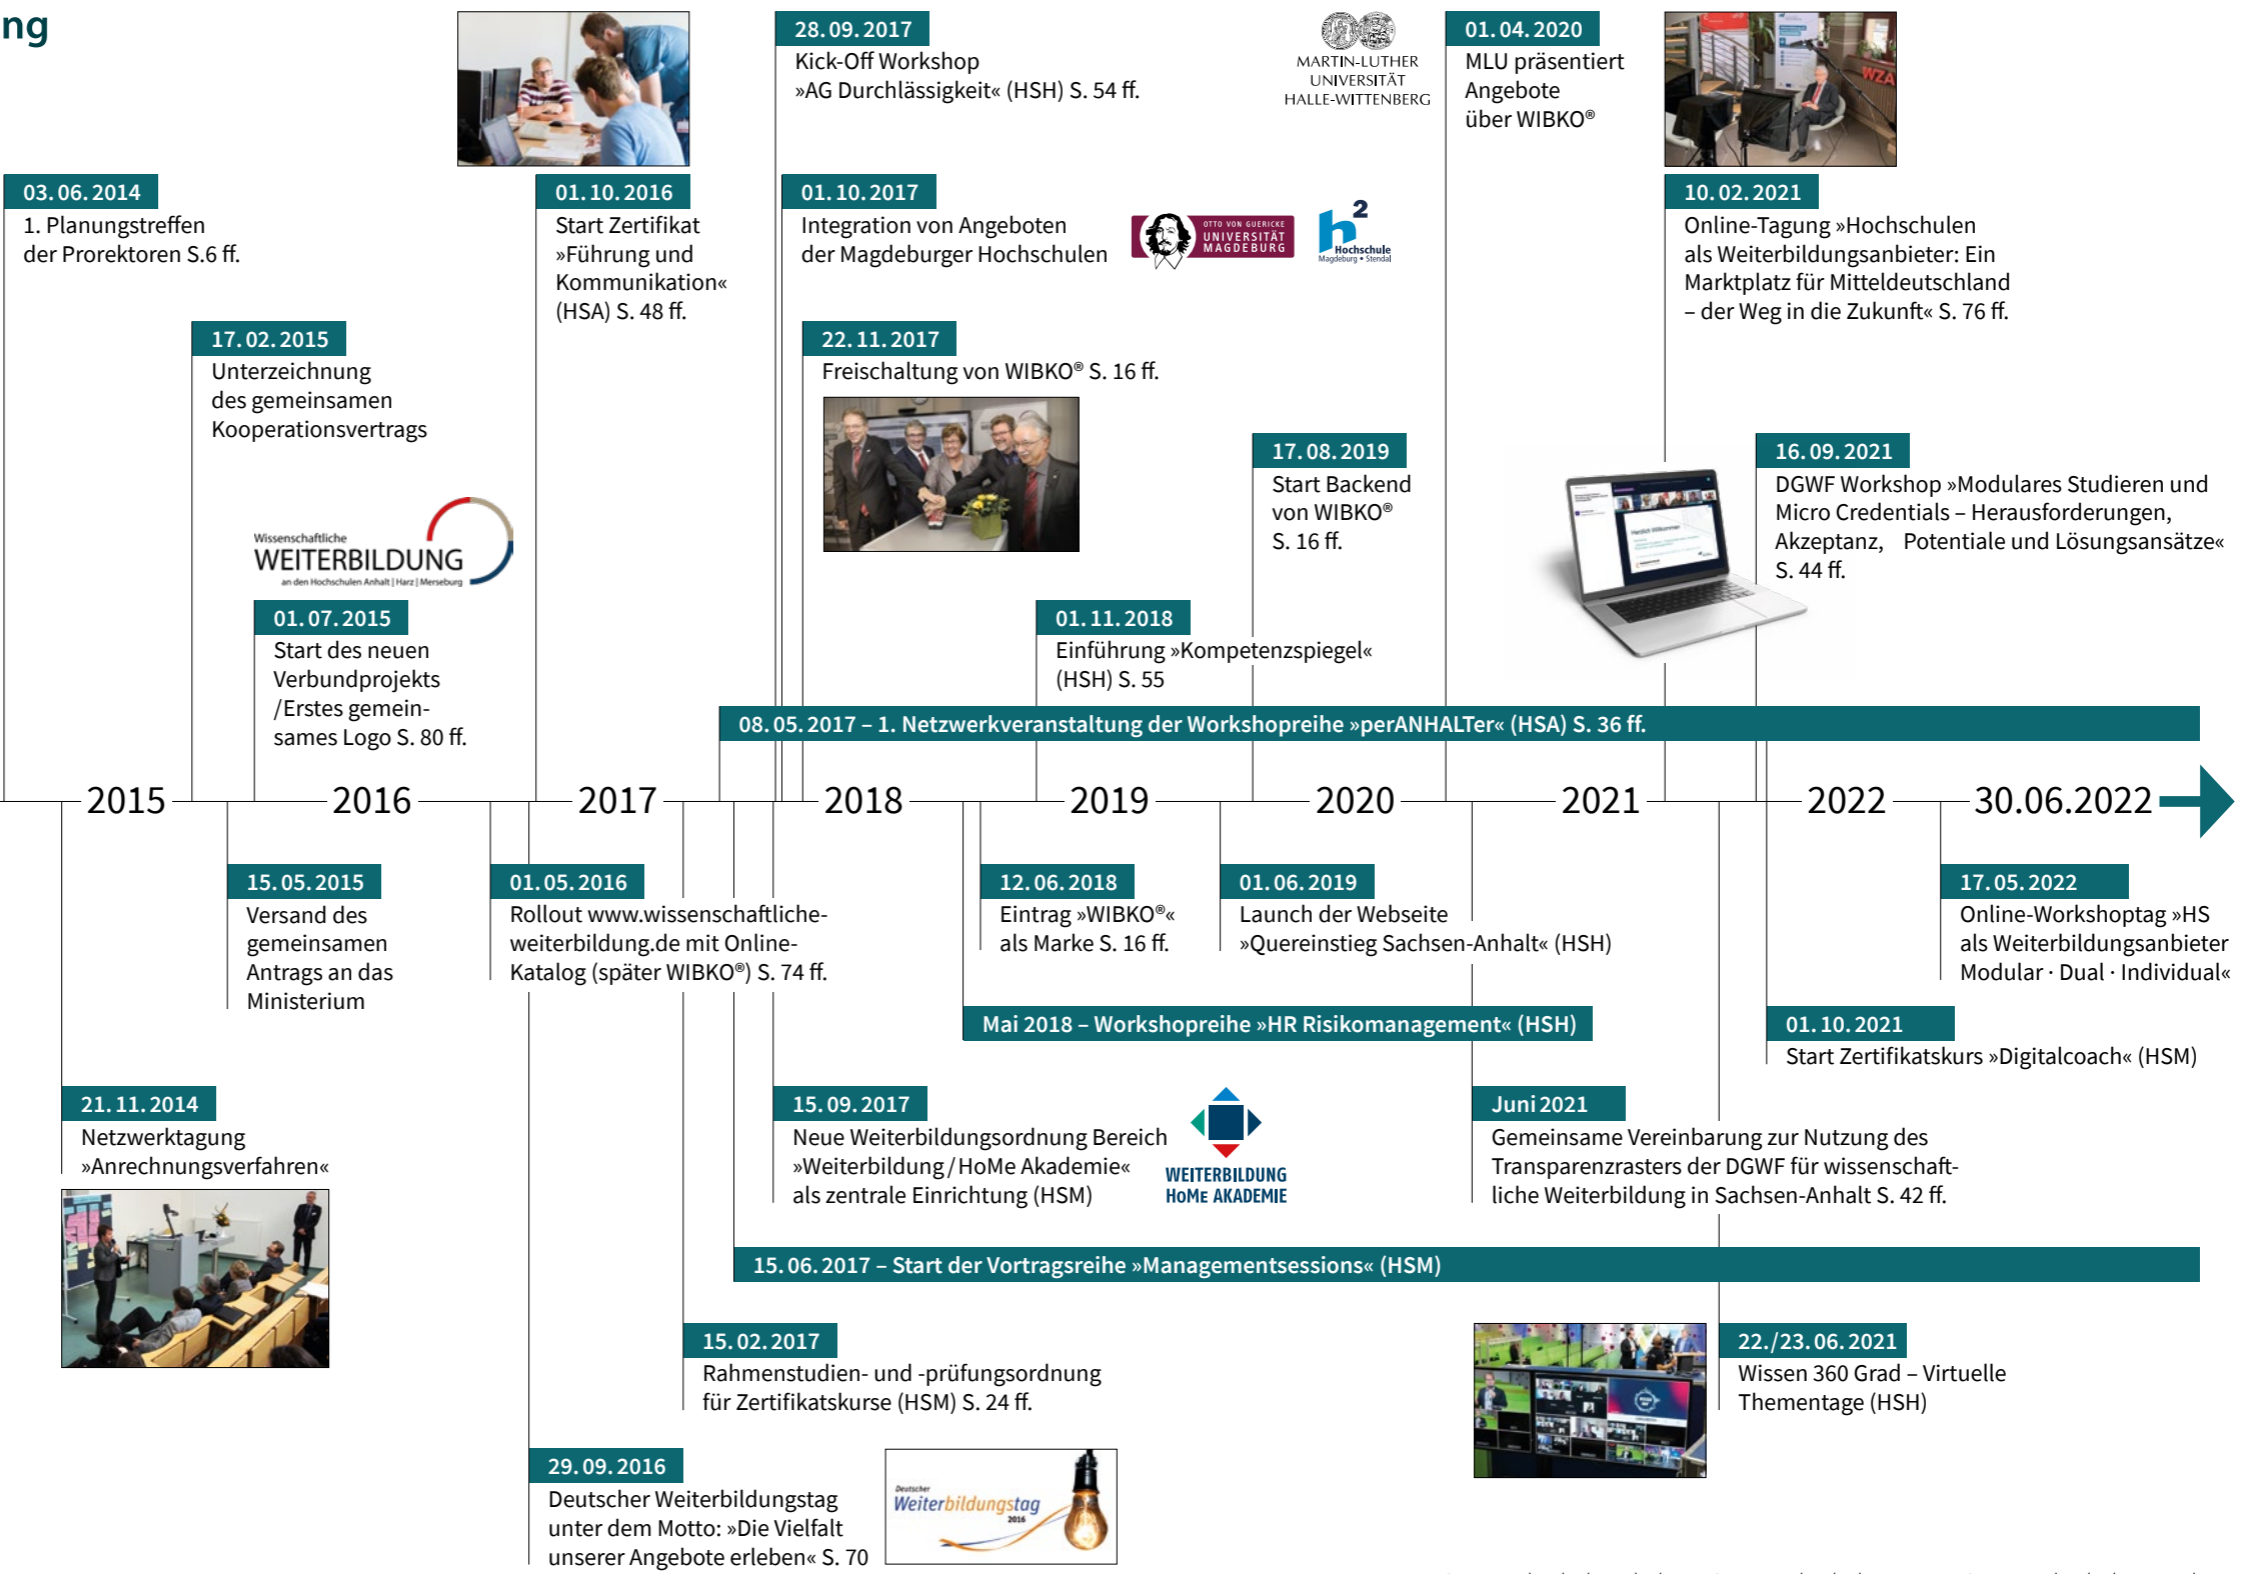 ng
28.09.2017
Kick-Off Workshop
»AG Durchlässigkeit« (HSH) S. 54 ff.
MARTIN-LUTHER
UNIVERSITÄT
HALLE-WITTENBERG
01.04.2020
MLU präsentiert
Angebote
über WIBKO®
WZA
03.06.2014
1. Planungstreffen
der Prorektoren S.6 ff.
01.10.2016
Start Zertifikat
»Führung und
Kommunikation«
(HSA) S. 48 ff.
01.10.2017
Integration von Angeboten
der Magdeburger Hochschulen
OTTO VON GUERICKE
UNIVERSITÄT
MAGDEBURG
h2
Hochschule
Magdeburg • Stendal
10.02.2021
Online-Tagung »Hochschulen
als Weiterbildungsanbieter: Ein
Marktplatz für Mitteldeutschland
– der Weg in die Zukunft« S. 76 ff.
17.02.2015
Unterzeichnung
des gemeinsamen
Kooperationsvertrags
22.11.2017
Freischaltung von WIBKO® S. 16 ff.
17.08.2019
Start Backend
von WIBKO®
S. 16 ff.
16.09.2021
DGWF Workshop »Modulares Studieren und
Micro Credentials – Herausforderungen,
Akzeptanz, Potentiale und Lösungsansätze«
S. 44 ff.
Herzlich Willkommen
Wissenschaftliche
WEITERBILDUNG
an den Hochschulen Anhalt | Harz | Merseburg
01.07.2015
Start des neuen
Verbundprojekts
/Erstes gemein-
sames Logo S. 80 ff.
01.11.2018
Einführung »Kompetenzspiegel«
(HSH) S. 55
08.05.2017 – 1. Netzwerkveranstaltung der Workshopreihe »perANHALTer« (HSA) S. 36 ff.
2015 2016 2017 2018 2019 2020 2021 2022 30.06.2022
15.05.2015
Versand des
gemeinsamen
Antrags an das
Ministerium
01.05.2016
Rollout www.wissenschaftliche-
weiterbildung.de mit Online-
Katalog (später WIBKO®) S. 74 ff.
12.06.2018
Eintrag »WIBKO®«
als Marke S. 16 ff.
01.06.2019
Launch der Webseite
»Quereinstieg Sachsen-Anhalt« (HSH)
17.05.2022
Online-Workshoptag »HS
als Weiterbildungsanbieter
Modular · Dual · Individual«
Mai 2018 – Workshopreihe »HR Risikomanagement« (HSH)
01.10.2021
Start Zertifikatskurs »Digitalcoach« (HSM)
21.11.2014
Netzwerktagung
»Anrechnungsverfahren«
15.09.2017
Neue Weiterbildungsordnung Bereich
»Weiterbildung/HoMe Akademie«
als zentrale Einrichtung (HSM)
WEITERBILDUNG
HoMe AKADEMIE
Juni 2021
Gemeinsame Vereinbarung zur Nutzung des
Transparenzrasters der DGWF für wissenschaft-
liche Weiterbildung in Sachsen-Anhalt S. 42 ff.
15.06.2017 – Start der Vortragsreihe »Managementsessions« (HSM)
15.02.2017
Rahmenstudien- und -prüfungsordnung
für Zertifikatskurse (HSM) S. 24 ff.
22./23.06.2021
Wissen 360 Grad – Virtuelle
Thementage (HSH)
29.09.2016
Deutscher Weiterbildungstag
unter dem Motto: »Die Vielfalt
unserer Angebote erleben« S. 70
Deutscher
Weiterbildungstag
2016